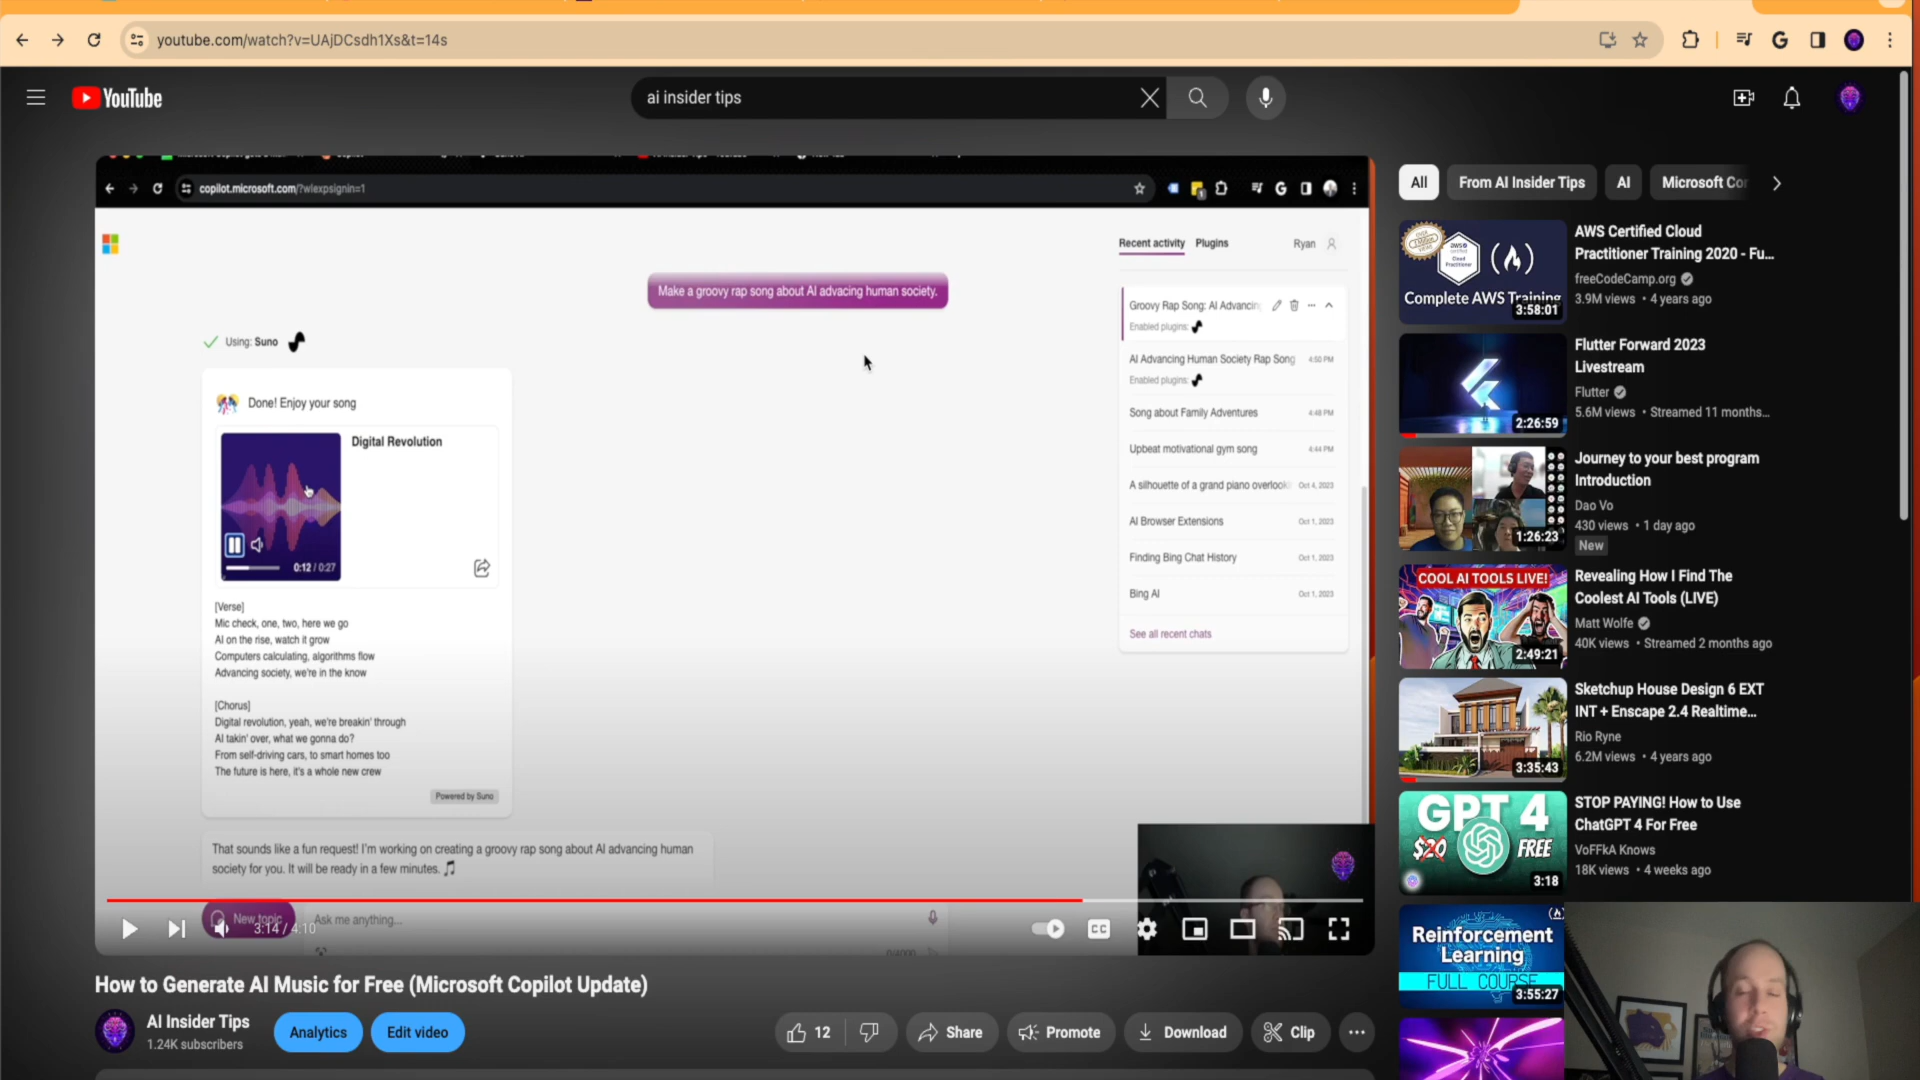 youtube.com/watch?v=UAjDCsdh1Xs&t=14s
YouTube
ai insider tips
copilot.microsoft.com/?wlexpsignin=1
Recent activity
Plugins
Ryan
Make a groovy rap song about AI advacing human society.
Using: Suno
Done! Enjoy your song
Digital Revolution
0:12 / 0:27
[Verse]
Mic check, one, two, here we go
AI on the rise, watch it grow
Computers calculating, algorithms flow
Advancing society, we're in the know
[Chorus]
Digital revolution, yeah, we're breakin' through
AI takin' over, what we gonna do?
From self-driving cars, to smart homes too
The future is here, it's a whole new crew
Powered by Suno
That sounds like a fun request! I'm working on creating a groovy rap song about AI advancing human
society for you. It will be ready in a few minutes.
New topic
Ask me anything...
Groovy Rap Song: AI Advancin
Enabled plugins:
AI Advancing Human Society Rap Song
4:50 PM
Enabled plugins:
Song about Family Adventures
4:48 PM
Upbeat motivational gym song
4:44 PM
A silhouette of a grand piano overlook
Oct 4, 2023
AI Browser Extensions
Oct 1, 2023
Finding Bing Chat History
Oct 1, 2023
Bing AI
Oct 1, 2023
See all recent chats
3:14 / 4:10
CC
How to Generate AI Music for Free (Microsoft Copilot Update)
AI Insider Tips
1.24K subscribers
Analytics
Edit video
12
Share
Promote
Download
Clip
All
From AI Insider Tips
AI
Microsoft Co
Complete AWS Training
3:58:01
AWS Certified Cloud
Practitioner Training 2020 - Fu...
freeCodeCamp.org
3.9M views • 4 years ago
2:26:59
Flutter Forward 2023
Livestream
Flutter
5.6M views • Streamed 11 months...
1:26:23
Journey to your best program
Introduction
Dao Vo
430 views • 1 day ago
New
COOL AI TOOLS LIVE!
2:49:21
Revealing How I Find The
Coolest AI Tools (LIVE)
Matt Wolfe
40K views • Streamed 2 months ago
3:35:43
Sketchup House Design 6 EXT
INT + Enscape 2.4 Realtime...
Rio Ryne
6.2M views • 4 years ago
GPT 4
$20
FREE
3:18
STOP PAYING! How to Use
ChatGPT 4 For Free
VoFFkA Knows
18K views • 4 weeks ago
Reinforcement
Learning
FULL COURSE
3:55:27